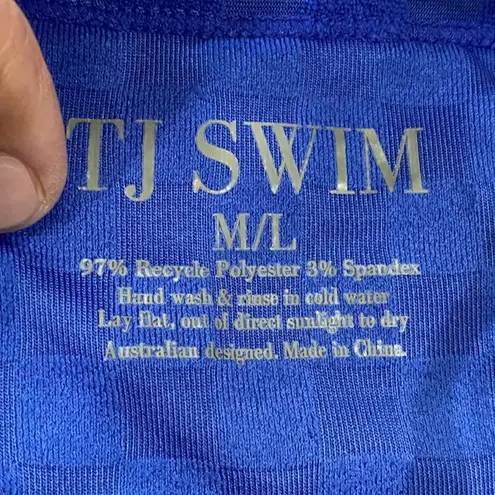 TJ SWIM
M/L
97% Recycle Polyester 3% Spandex
Hand wash & rinse in cold water
Lay flat, out of direct sunlight to dry
Australian designed. Made in China.